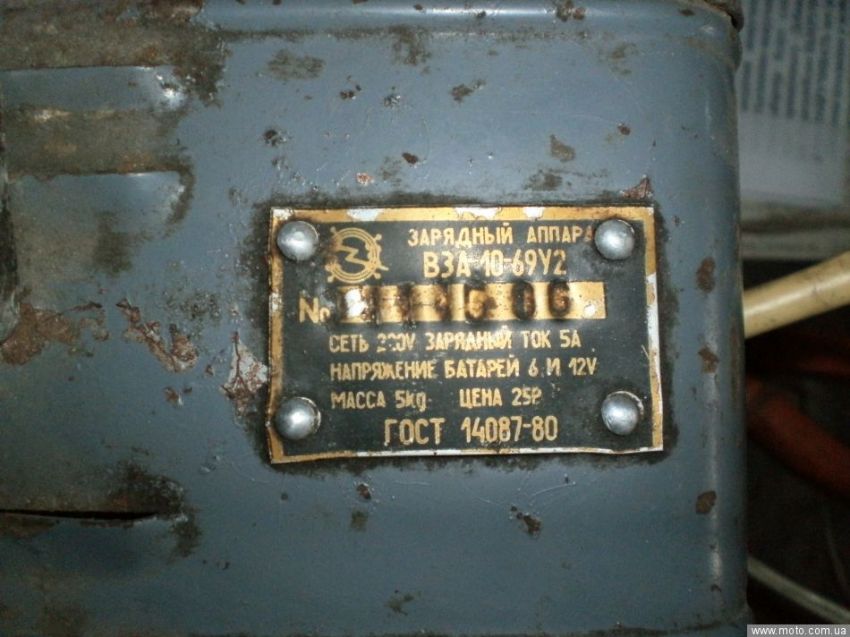 ЗАРЯДНЫЙ АППАРА
ВЗА-10-69У2
№
СЕТЬ 220V ЗАРЯДНЫЙ ТОК 5А
НАПРЯЖЕНИЕ БАТАРЕЙ 6 И 12V
МАССА 5kg ЦЕНА 25Р
ГОСТ 14087-80
www.moto.com.ua